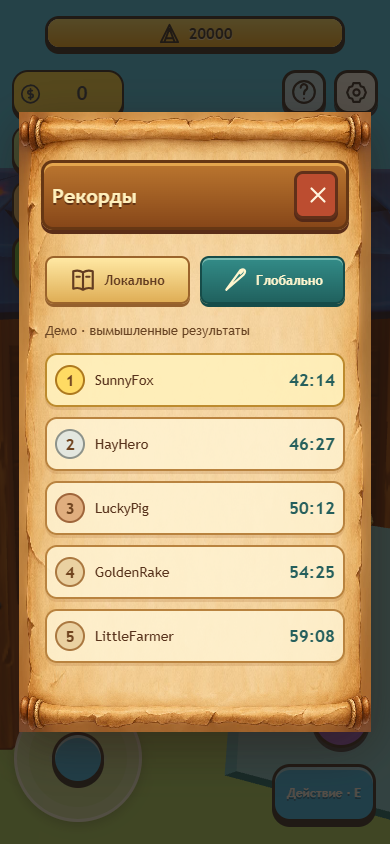 20000
0
Рекорды
Локально
Глобально
Демо · вымышленные результаты
1 SunnyFox 42:14
2 HayHero 46:27
3 LuckyPig 50:12
4 GoldenRake 54:25
5 LittleFarmer 59:08
Действие · E